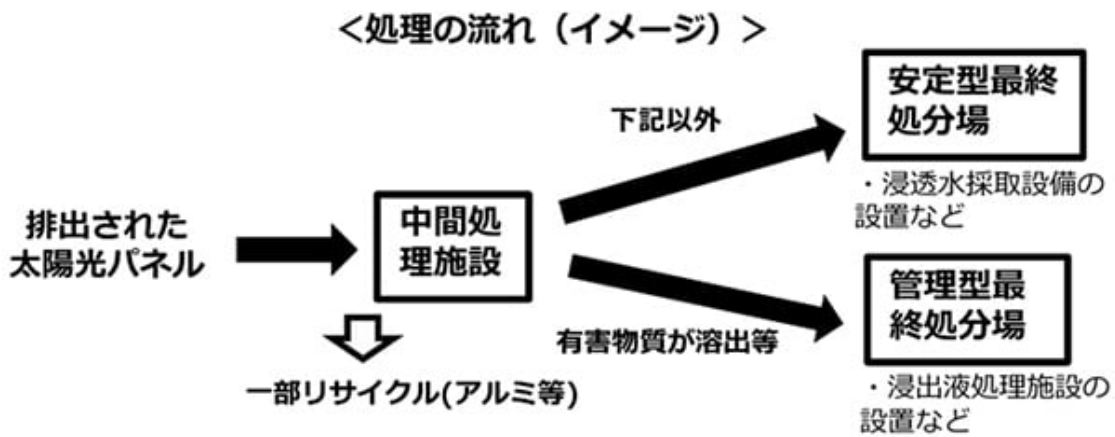 ＜処理の流れ（イメージ）＞
排出された
太陽光パネル
中間処
理施設
一部リサイクル(アルミ等)
下記以外
安定型最終
処分場
・浸透水採取設備の
設置など
有害物質が溶出等
管理型最
終処分場
・浸出液処理施設の
設置など